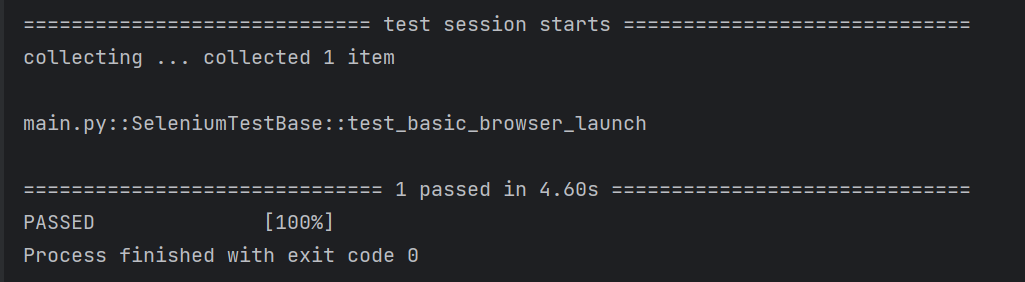 ============================= test session starts =============================
collecting ... collected 1 item

main.py::SeleniumTestBase::test_basic_browser_launch

============================== 1 passed in 4.60s ==============================
PASSED              [100%]
Process finished with exit code 0